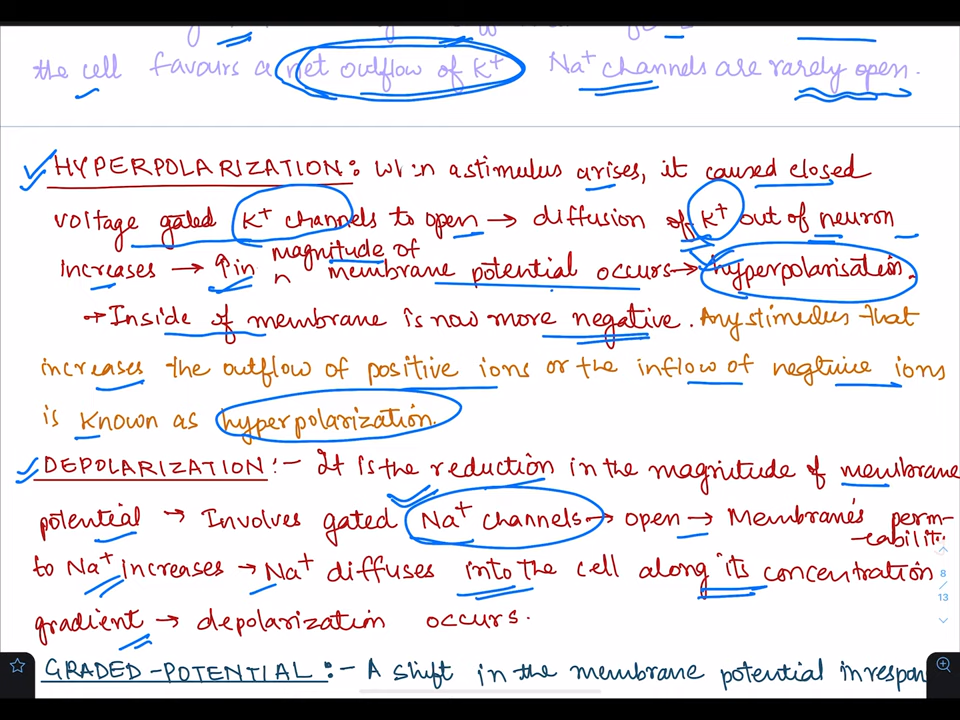 the cell favours a net outflow of K+ Na+ channels are rarely open.
HYPERPOLARIZATION: When a stimulus arises, it caused closed
voltage gated K+ channels to open → diffusion of K+ out of neuron
increases → ↑ in magnitude of membrane potential occurs → hyperpolarisation.
→ Inside of membrane is now more negative. Any stimulus that
increases the outflow of positive ions or the inflow of negtive ions
is known as hyperpolarization.
DEPOLARIZATION :- It is the reduction in the magnitude of membrane
potential → Involves gated Na+ channels → open → Membrane's perm-
-eability
to Na+ increases → Na+ diffuses into the cell along its concentration
gradient → depolarization occurs.
8
/
13
GRADED-POTENTIAL :- A shift in the membrane potential in respon